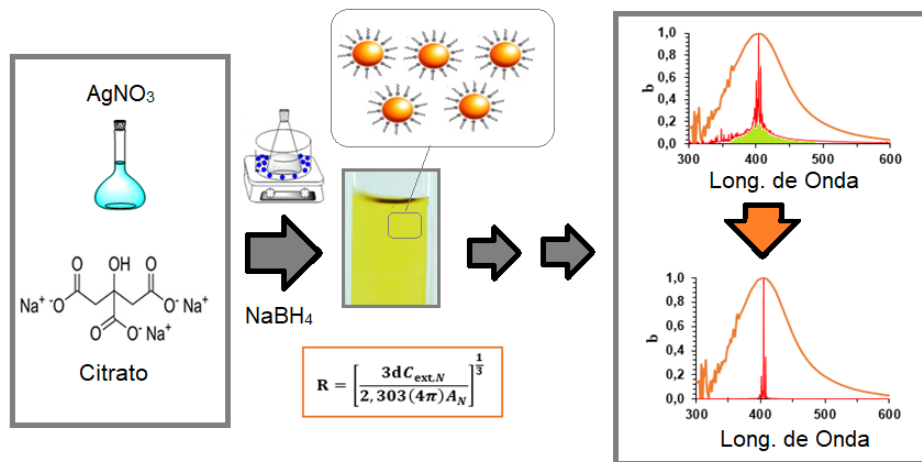 AgNO₃
OH
O
O
Na⁺ ⁻O
O⁻ Na⁺
O
O⁻ Na⁺
Citrato
NaBH₄
R = [3dC_ext,N / 2,303(4π)A_N]^(1/3)
1,0
0,8
0,6
b
0,4
0,2
0,0
300 400 500 600
Long. de Onda
1,0
0,8
0,6
b
0,4
0,2
0,0
300 400 500 600
Long. de Onda